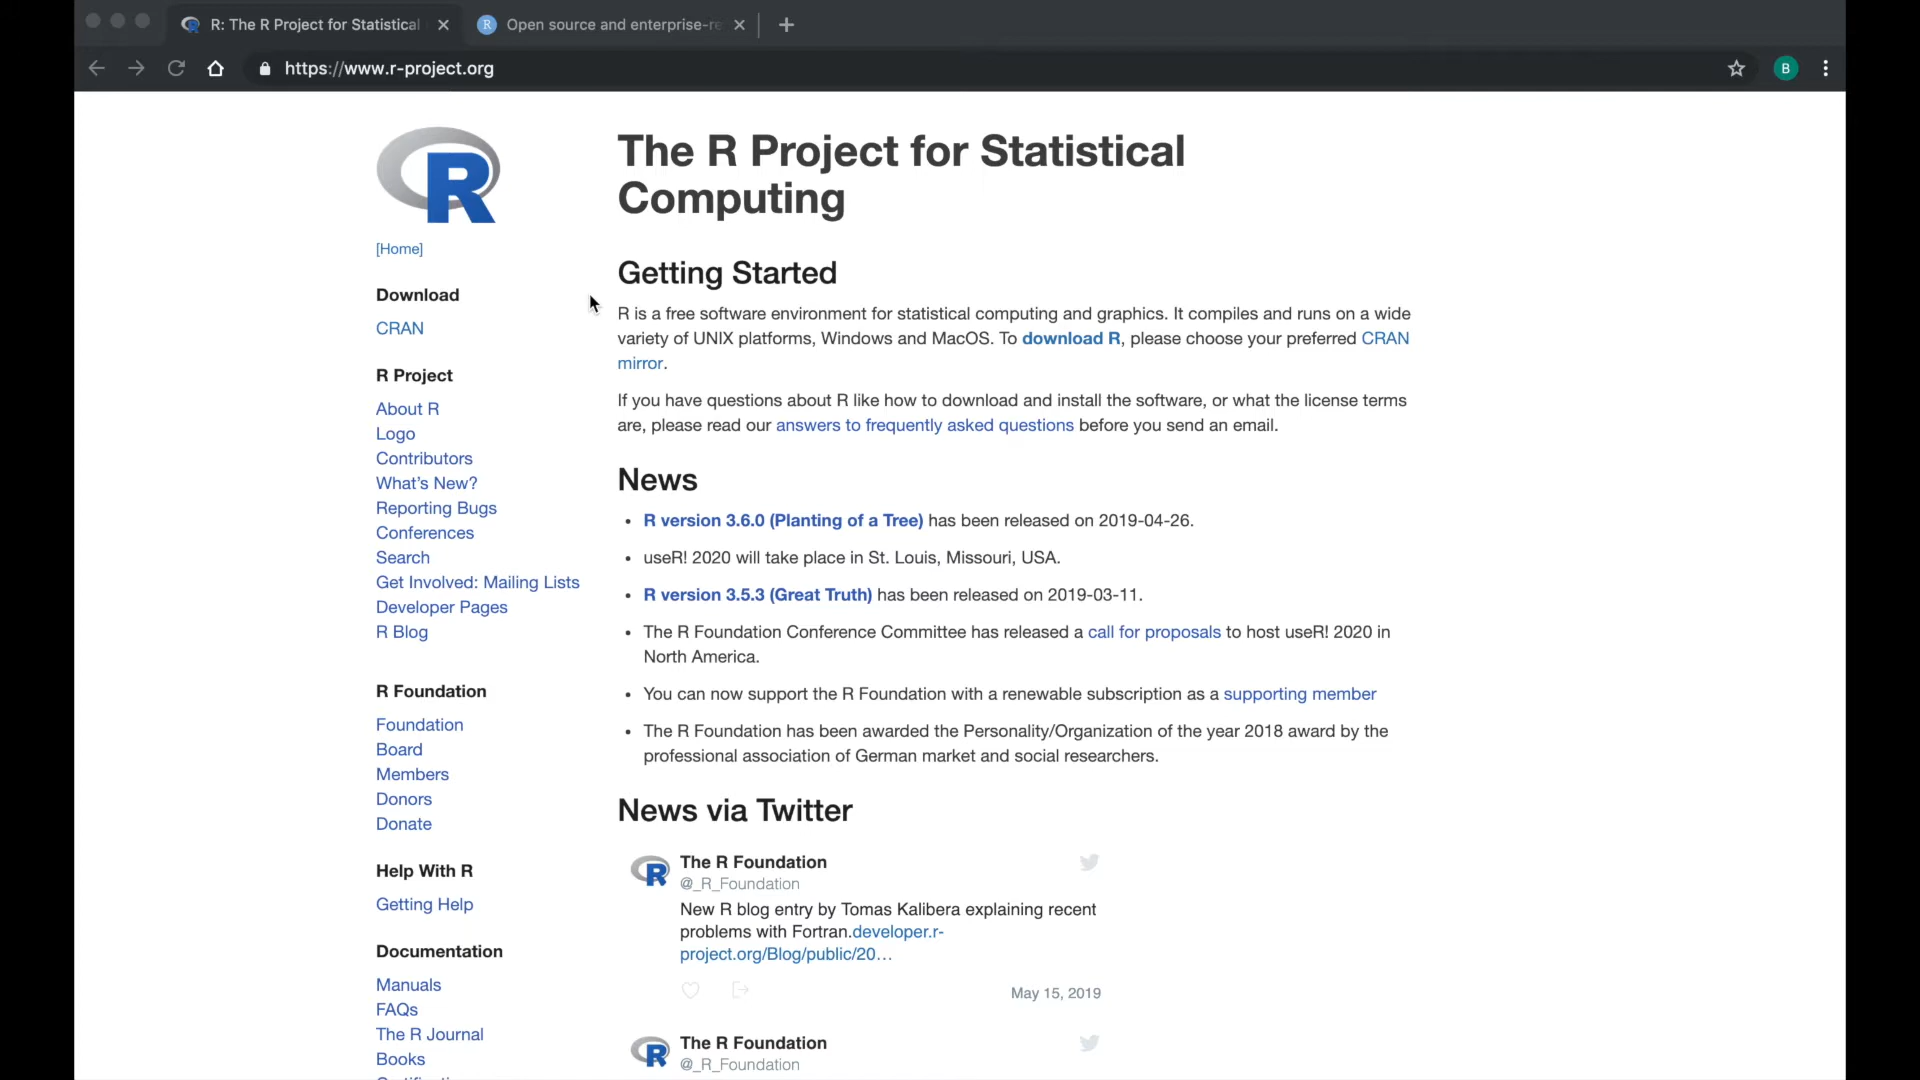 R: The R Project for Statistical
Open source and enterprise-re
https://www.r-project.org
B
R
[Home]
Download
CRAN
R Project
About R
Logo
Contributors
What's New?
Reporting Bugs
Conferences
Search
Get Involved: Mailing Lists
Developer Pages
R Blog
R Foundation
Foundation
Board
Members
Donors
Donate
Help With R
Getting Help
Documentation
Manuals
FAQs
The R Journal
Books
The R Project for Statistical
Computing
Getting Started
R is a free software environment for statistical computing and graphics. It compiles and runs on a wide
variety of UNIX platforms, Windows and MacOS. To download R, please choose your preferred CRAN
mirror.
If you have questions about R like how to download and install the software, or what the license terms
are, please read our answers to frequently asked questions before you send an email.
News
• R version 3.6.0 (Planting of a Tree) has been released on 2019-04-26.
• useR! 2020 will take place in St. Louis, Missouri, USA.
• R version 3.5.3 (Great Truth) has been released on 2019-03-11.
• The R Foundation Conference Committee has released a call for proposals to host useR! 2020 in
North America.
• You can now support the R Foundation with a renewable subscription as a supporting member
• The R Foundation has been awarded the Personality/Organization of the year 2018 award by the
professional association of German market and social researchers.
News via Twitter
The R Foundation
@_R_Foundation
New R blog entry by Tomas Kalibera explaining recent
problems with Fortran.developer.r-
project.org/Blog/public/20…
May 15, 2019
The R Foundation
@_R_Foundation